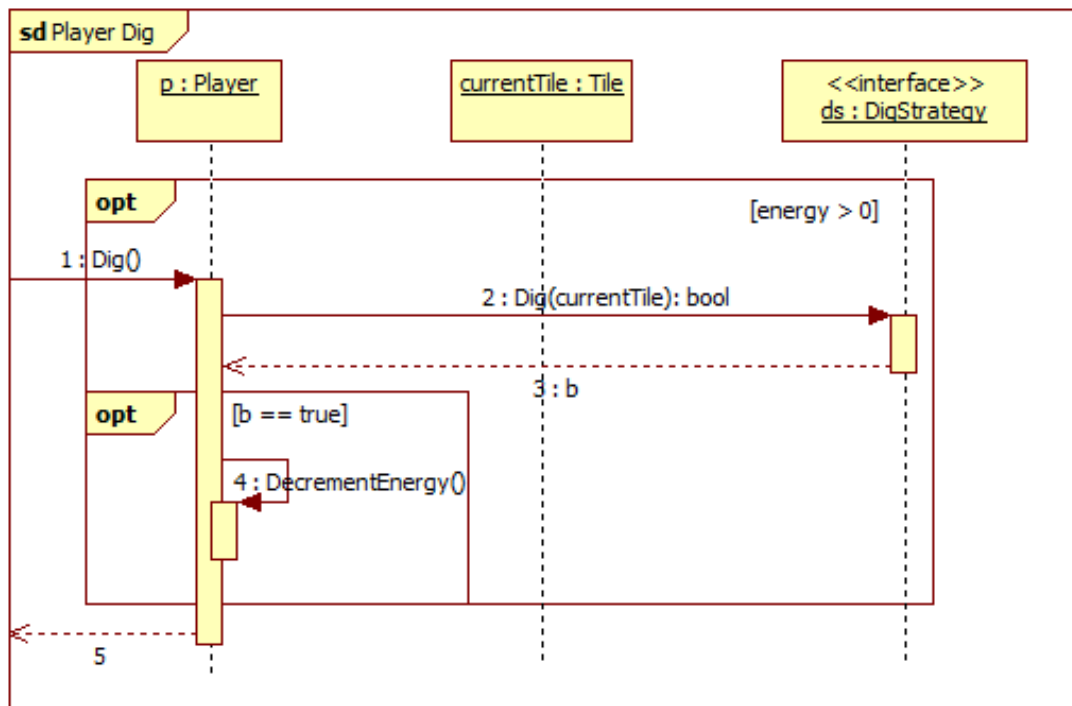 sd Player Dig
p : Player
currentTile : Tile
<<interface>>
ds : DigStrategy
opt
[energy > 0]
1 : Dig()
2 : Dig(currentTile): bool
3 : b
opt
[b == true]
4 : DecrementEnergy()
5